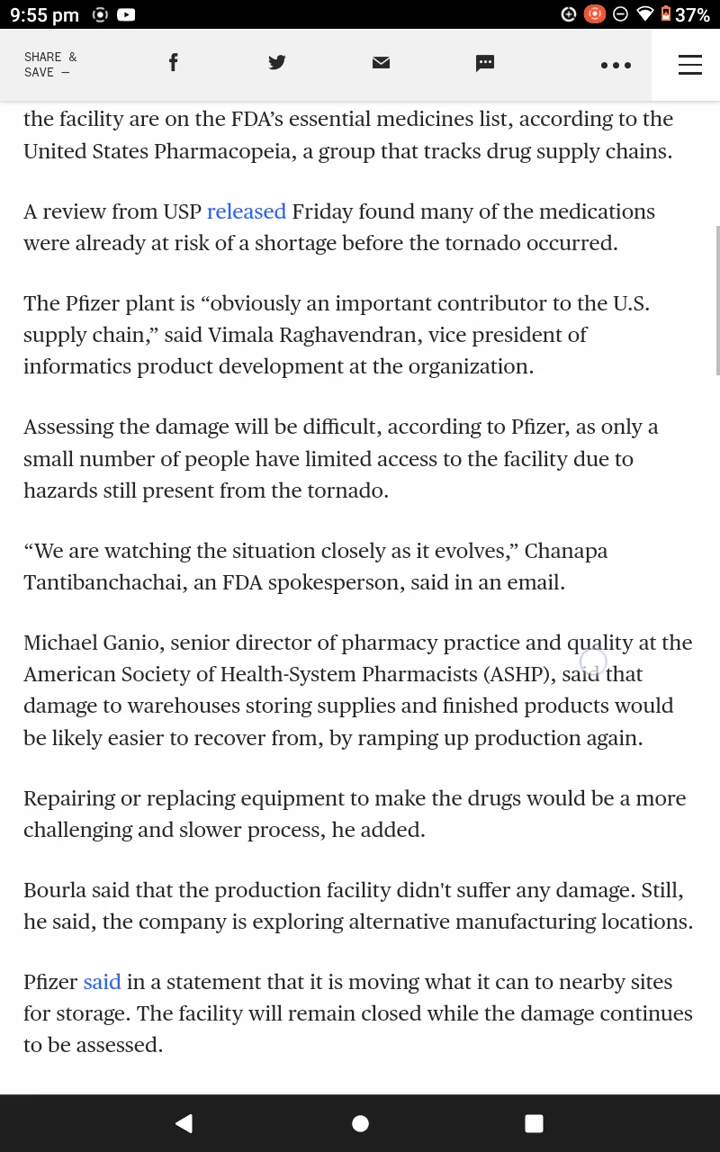 9:55 pm
37%
SHARE &
SAVE —
the facility are on the FDA’s essential medicines list, according to the
United States Pharmacopeia, a group that tracks drug supply chains.
A review from USP released Friday found many of the medications
were already at risk of a shortage before the tornado occurred.
The Pfizer plant is “obviously an important contributor to the U.S.
supply chain,” said Vimala Raghavendran, vice president of
informatics product development at the organization.
Assessing the damage will be difficult, according to Pfizer, as only a
small number of people have limited access to the facility due to
hazards still present from the tornado.
“We are watching the situation closely as it evolves,” Chanapa
Tantibanchachai, an FDA spokesperson, said in an email.
Michael Ganio, senior director of pharmacy practice and quality at the
American Society of Health-System Pharmacists (ASHP), said that
damage to warehouses storing supplies and finished products would
be likely easier to recover from, by ramping up production again.
Repairing or replacing equipment to make the drugs would be a more
challenging and slower process, he added.
Bourla said that the production facility didn't suffer any damage. Still,
he said, the company is exploring alternative manufacturing locations.
Pfizer said in a statement that it is moving what it can to nearby sites
for storage. The facility will remain closed while the damage continues
to be assessed.